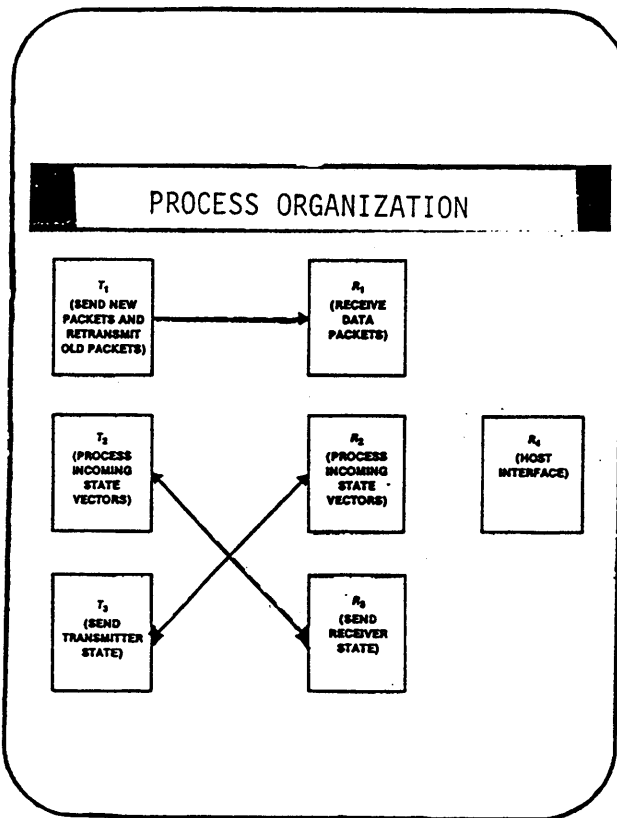 PROCESS ORGANIZATION
T₁
(SEND NEW
PACKETS AND
RETRANSMIT
OLD PACKETS)
R₁
(RECEIVE
DATA
PACKETS)
T₂
(PROCESS
INCOMING
STATE
VECTORS)
R₂
(PROCESS
INCOMING
STATE
VECTORS)
R₄
(HOST
INTERFACE)
T₃
(SEND
TRANSMITTER
STATE)
R₃
(SEND
RECEIVER
STATE)